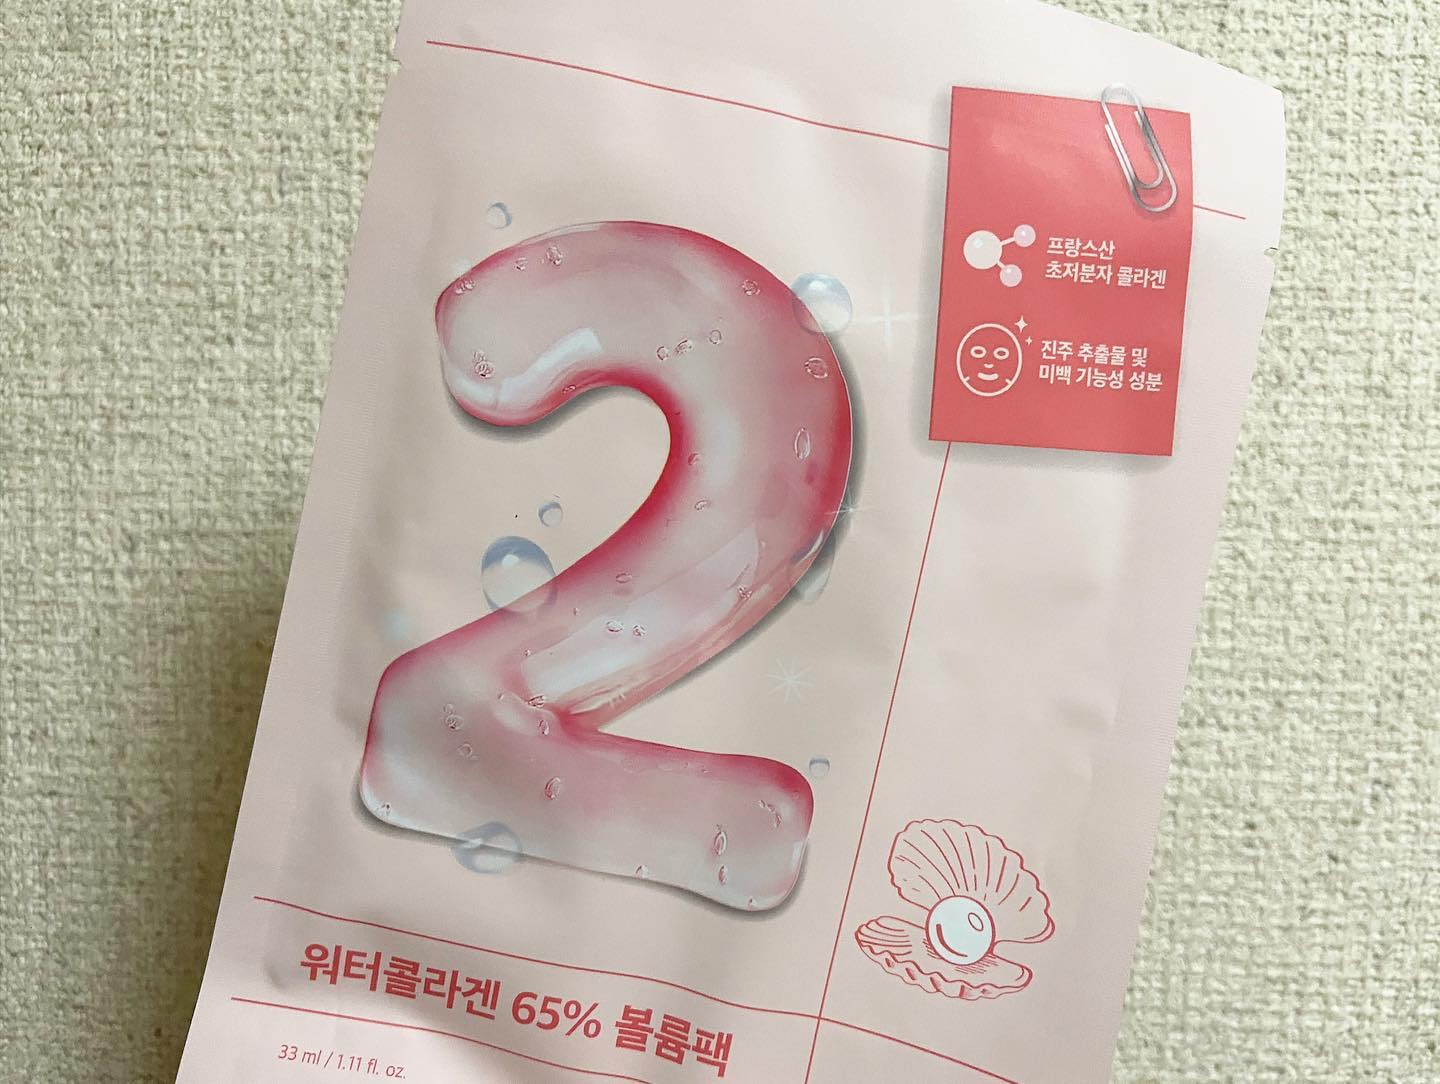 2
프랑스산
초저분자 콜라겐
진주 추출물 및
미백 기능성 성분
워터콜라겐 65% 볼륨팩
33 ml / 1.11 fl. oz.